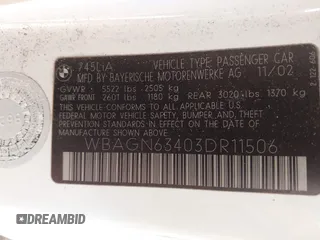 745LiA VEHICLE TYPE PASSENGER CAR
MFD BY BAYERISCHE MOTORENWERKE AG 11/02
GVWR = 5522 lbs 2505 kg
GAWR FRONT 2601 lbs 1180 kg REAR 3020 lbs 1370 kg
THIS VEHICLE CONFORMS TO ALL APPLICABLE U.S.
FEDERAL MOTOR VEHICLE SAFETY, BUMPER AND THEFT
PREVENTION STANDARDS IN EFFECT ON THE DATE OF
MANUFACTURE SHOWN ABOVE
WBAGN63403DR11506
DREAMBID
DREAMBID.COM